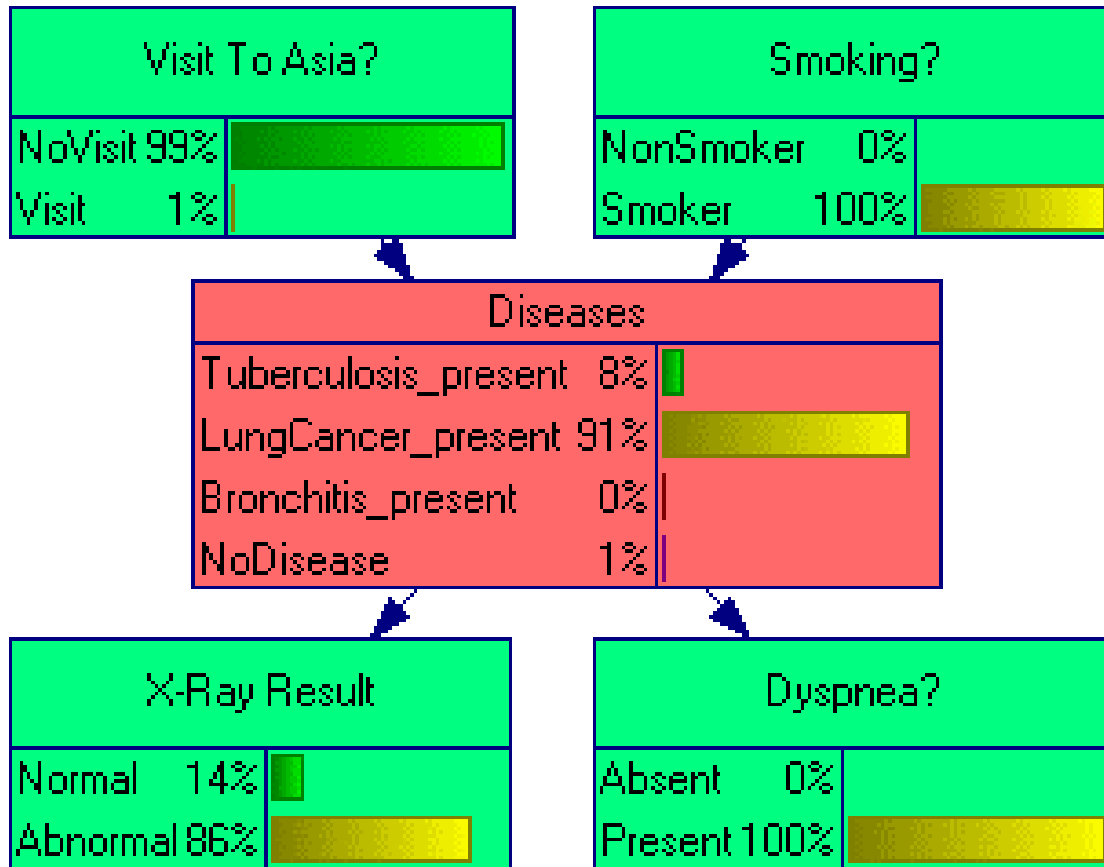 Visit To Asia?
NoVisit 99%
Visit 1%
Smoking?
NonSmoker 0%
Smoker 100%
Diseases
Tuberculosis_present 8%
LungCancer_present 91%
Bronchitis_present 0%
NoDisease 1%
X-Ray Result
Normal 14%
Abnormal 86%
Dyspnea?
Absent 0%
Present 100%